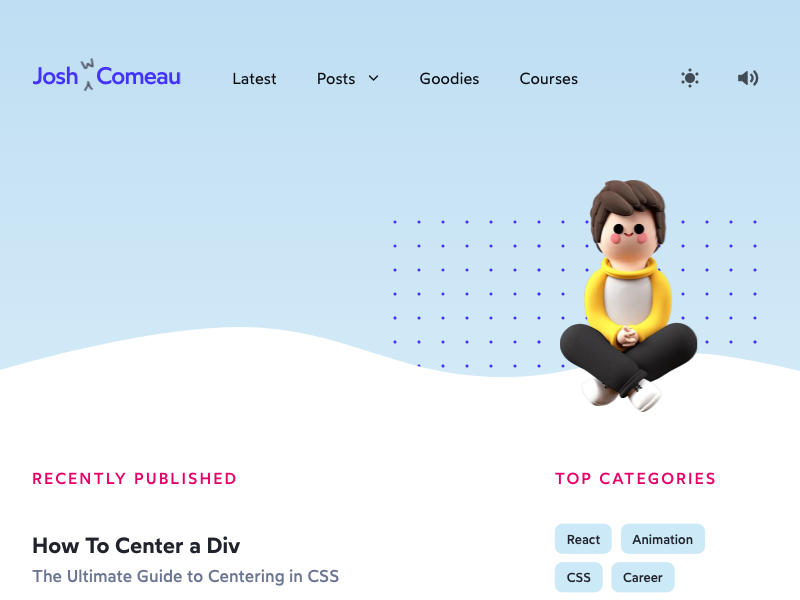 Josh W Comeau
Latest
Posts
Goodies
Courses
RECENTLY PUBLISHED
How To Center a Div
The Ultimate Guide to Centering in CSS
TOP CATEGORIES
React
Animation
CSS
Career